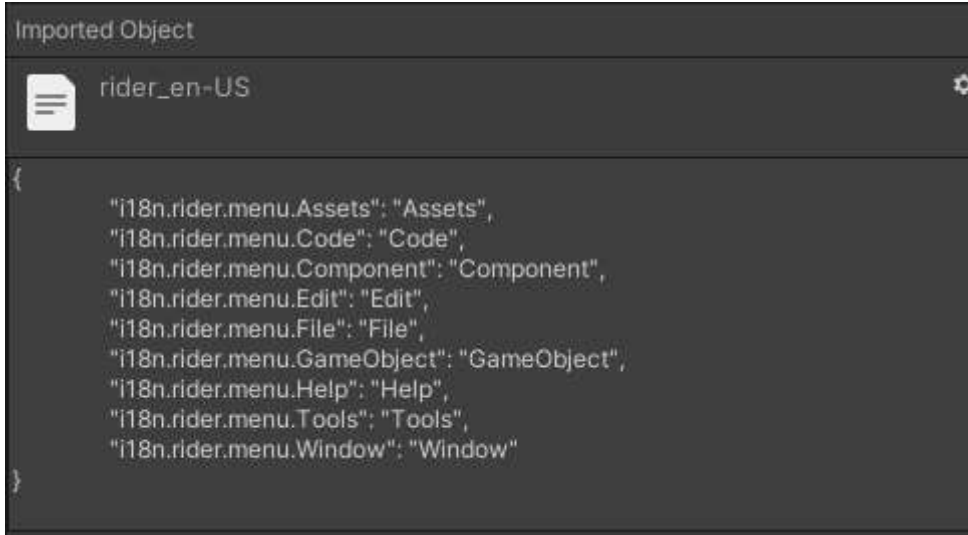 Imported Object
rider_en-US
{
"i18n.rider.menu.Assets": "Assets",
"i18n.rider.menu.Code": "Code",
"i18n.rider.menu.Component": "Component",
"i18n.rider.menu.Edit": "Edit",
"i18n.rider.menu.File": "File",
"i18n.rider.menu.GameObject": "GameObject",
"i18n.rider.menu.Help": "Help",
"i18n.rider.menu.Tools": "Tools",
"i18n.rider.menu.Window": "Window"
}